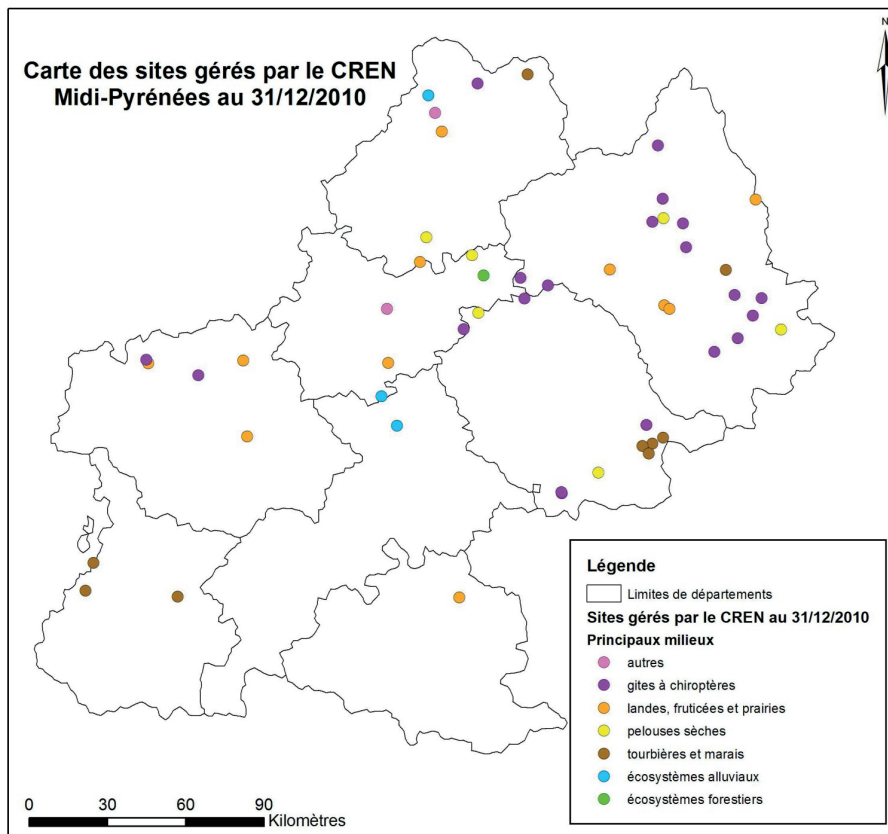 Carte des sites gérés par le CREN
Midi-Pyrénées au 31/12/2010
N
Légende
Limites de départements
Sites gérés par le CREN au 31/12/2010
Principaux milieux
autres
gites à chiroptères
landes, fruticées et prairies
pelouses sèches
tourbières et marais
écosystèmes alluviaux
écosystèmes forestiers
0 30 60 90
Kilomètres